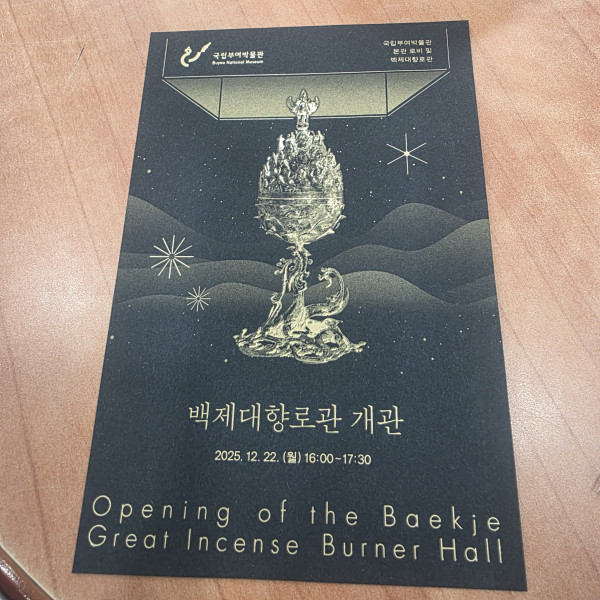 국립부여박물관
Buyeo National Museum
국립부여박물관
본관 로비 및
백제대향로관
백제대향로관 개관
2025. 12. 22. (월) 16:00~17:30
Opening of the Baekje
Great Incense Burner Hall